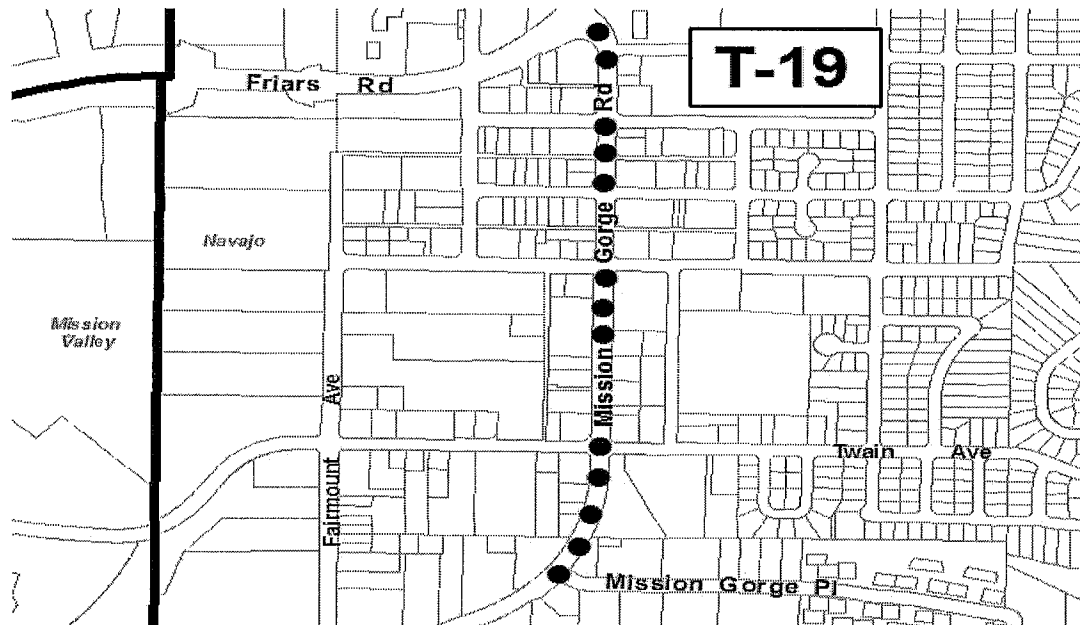 T-19
Friars Rd
Mission Gorge Rd
Navajo
Mission
Valley
Fairmount Ave
Twain Ave
Mission Gorge Pl